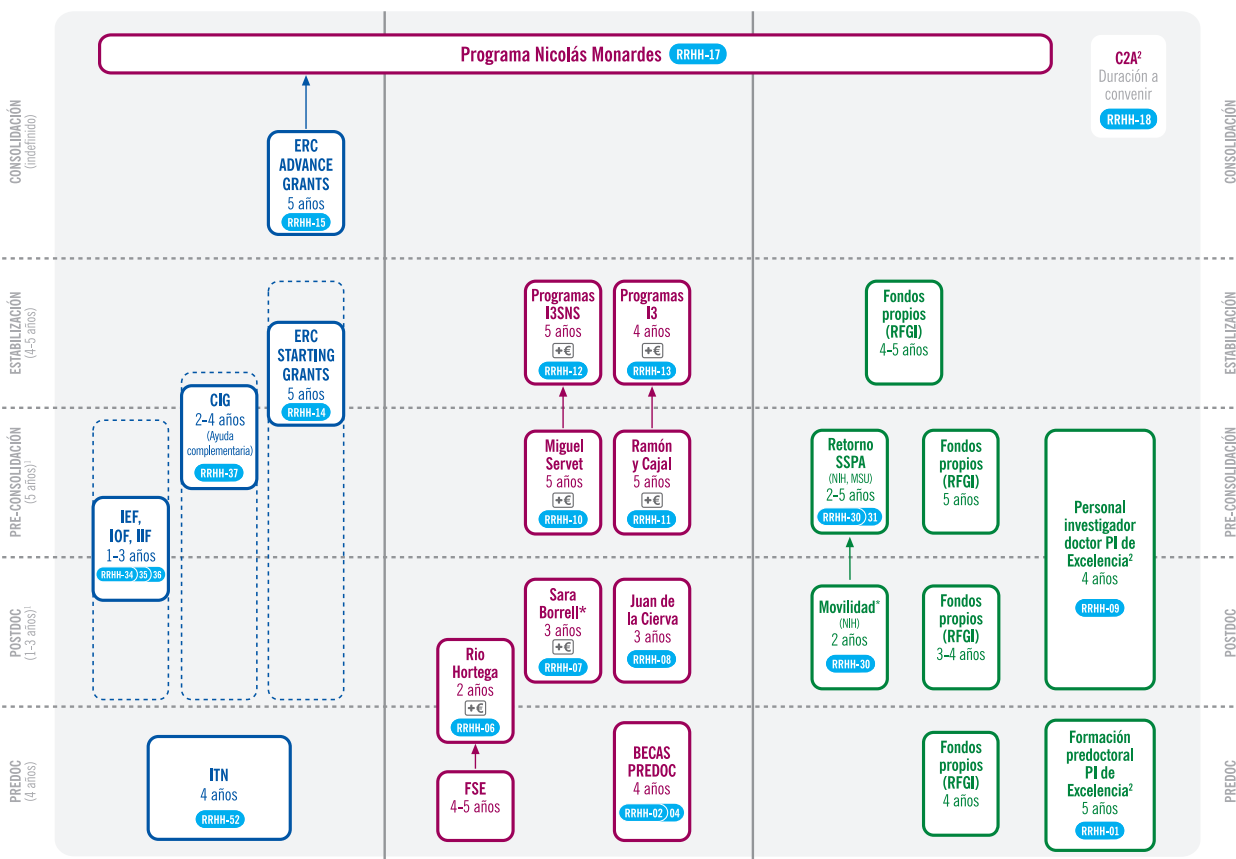 Programa Nicolás Monardes RRHH-17
C2A²
Duración a
convenir
RRHH-18
CONSOLIDACIÓN
(indefinido)
ERC
ADVANCE
GRANTS
5 años
RRHH-15
CONSOLIDACIÓN
ESTABILIZACIÓN
(4-5 años)
ERC
STARTING
GRANTS
5 años
RRHH-14
Programas
I3SNS
5 años
+€
RRHH-12
Programas
I3
4 años
+€
RRHH-13
Fondos
propios
(RFGI)
4-5 años
ESTABILIZACIÓN
PRE-CONSOLIDACIÓN
(5 años)¹
CIG
2-4 años
(Ayuda
complementaria)
RRHH-37
IEF,
IOF, IIF
1-3 años
RRHH-34 35 36
Miguel
Servet
5 años
+€
RRHH-10
Ramón
y Cajal
5 años
+€
RRHH-11
Retorno
SSPA
(NIH, MSU)
2-5 años
RRHH-30 31
Fondos
propios
(RFGI)
5 años
Personal
investigador
doctor PI de
Excelencia²
4 años
RRHH-09
PRE-CONSOLIDACIÓN
POSTDOC
(1-3 años)¹
Rio
Hortega
2 años
+€
RRHH-06
Sara
Borrell*
3 años
+€
RRHH-07
Juan de
la Cierva
3 años
RRHH-08
Movilidad*
(NIH)
2 años
RRHH-30
Fondos
propios
(RFGI)
3-4 años
POSTDOC
PREDOC
(4 años)
ITN
4 años
RRHH-52
FSE
4-5 años
BECAS
PREDOC
4 años
RRHH-02 04
Fondos
propios
(RFGI)
4 años
Formación
predoctoral
PI de
Excelencia²
5 años
RRHH-01
PREDOC